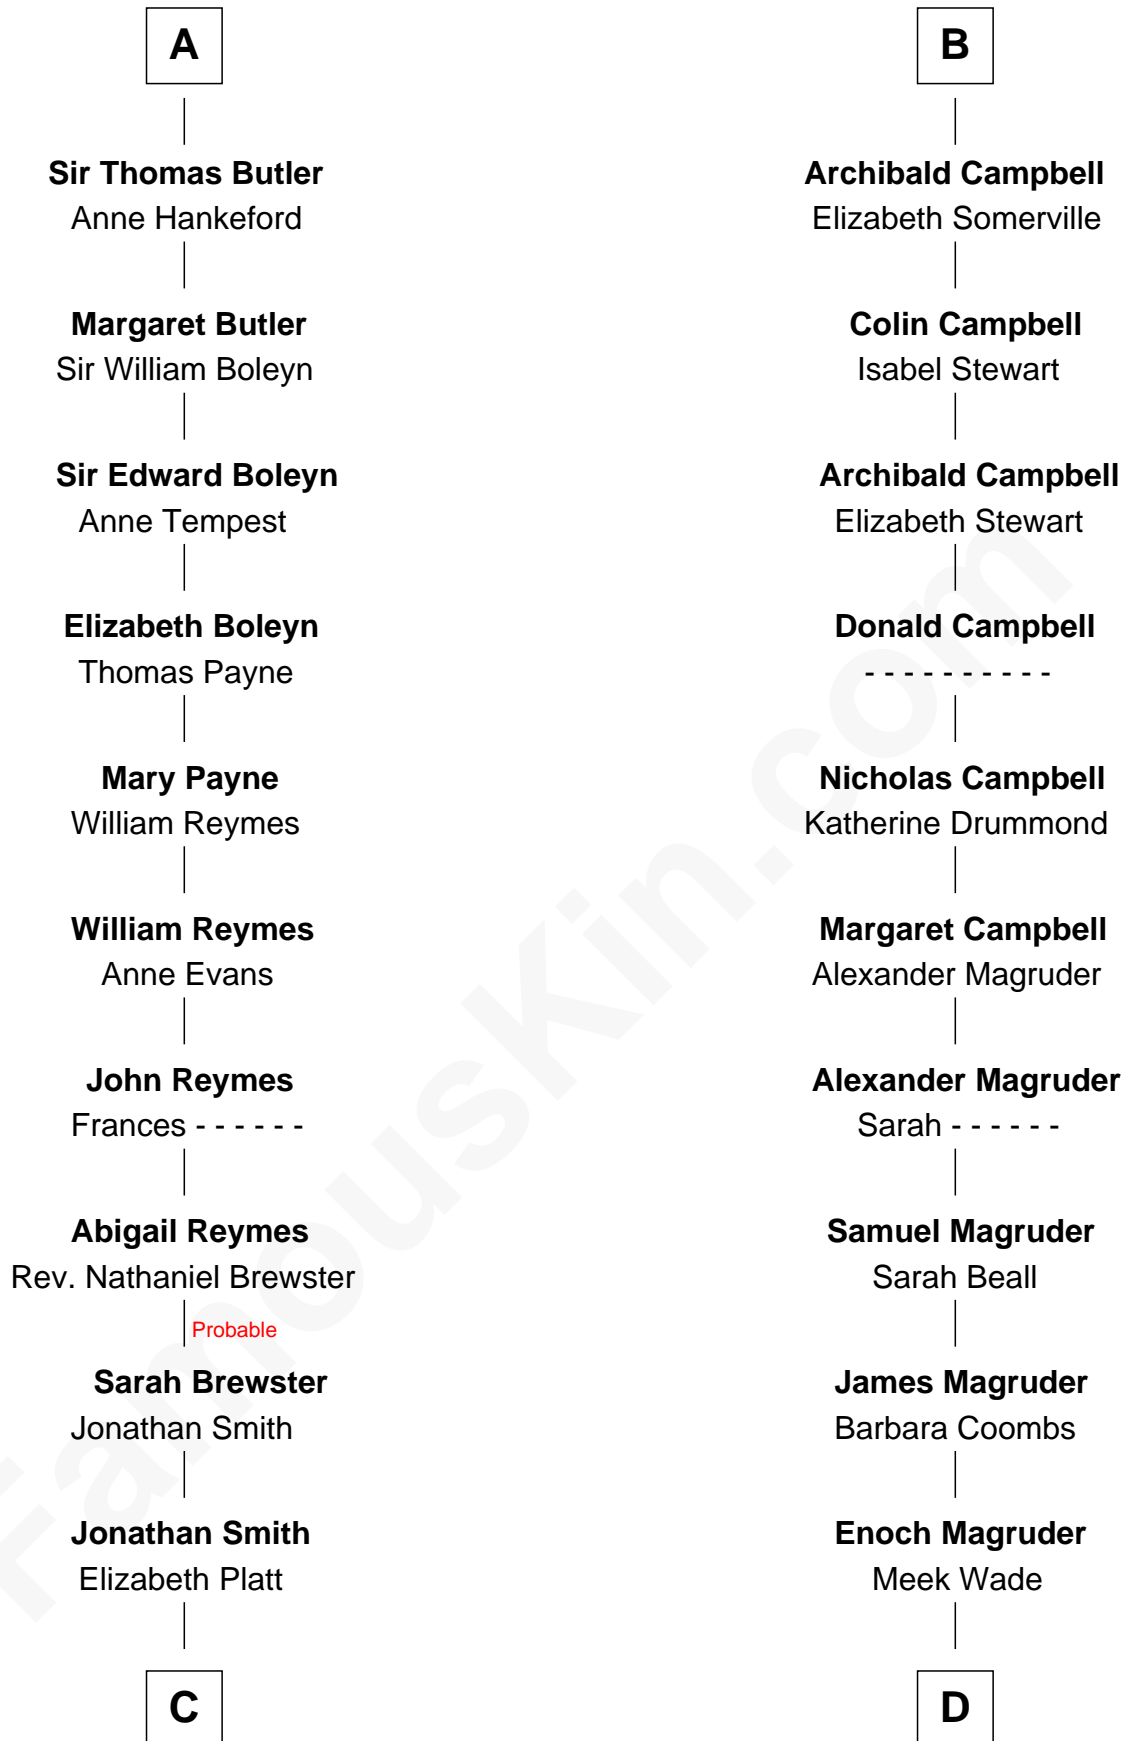 A
Sir Thomas Butler
Anne Hankeford
Margaret Butler
Sir William Boleyn
Sir Edward Boleyn
Anne Tempest
Elizabeth Boleyn
Thomas Payne
Mary Payne
William Reymes
William Reymes
Anne Evans
John Reymes
Frances - - - - - -
Abigail Reymes
Rev. Nathaniel Brewster
Probable
Sarah Brewster
Jonathan Smith
Jonathan Smith
Elizabeth Platt
C
B
Archibald Campbell
Elizabeth Somerville
Colin Campbell
Isabel Stewart
Archibald Campbell
Elizabeth Stewart
Donald Campbell
- - - - - - - - - -
Nicholas Campbell
Katherine Drummond
Margaret Campbell
Alexander Magruder
Alexander Magruder
Sarah - - - - - -
Samuel Magruder
Sarah Beall
James Magruder
Barbara Coombs
Enoch Magruder
Meek Wade
D
FamousKin.com